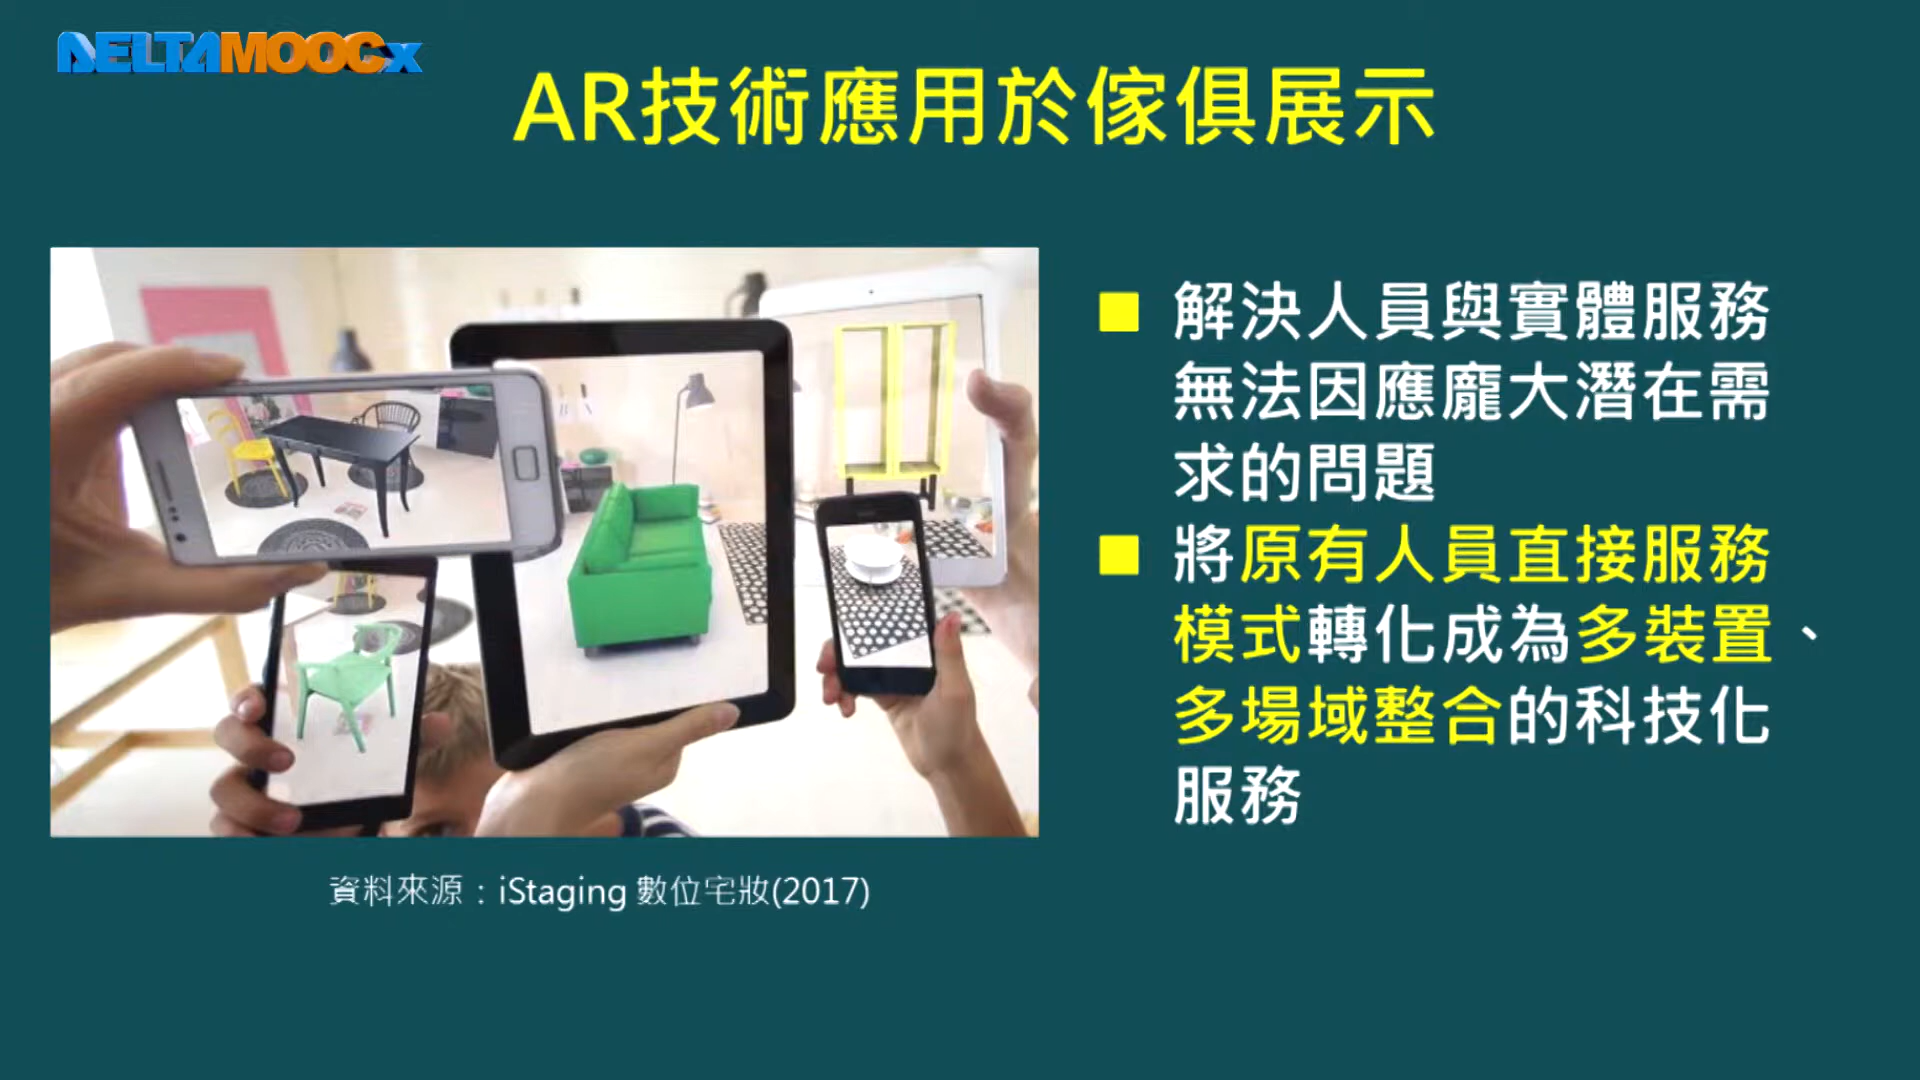 DELTAMOOCx
AR技術應用於傢俱展示
■ 解決人員與實體服務
無法因應龐大潛在需
求的問題
■ 將原有人員直接服務
模式轉化成為多裝置、
多場域整合的科技化
服務
資料來源：iStaging 數位宅妝(2017)